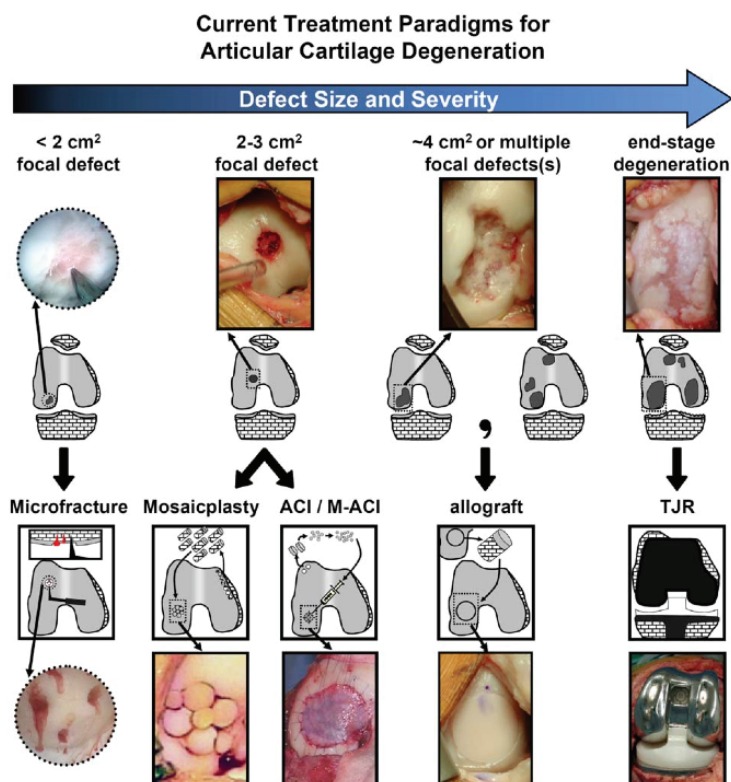 Current Treatment Paradigms for
Articular Cartilage Degeneration
Defect Size and Severity
< 2 cm²
focal defect
2-3 cm²
focal defect
~4 cm² or multiple
focal defects(s)
end-stage
degeneration
,
Microfracture
Mosaicplasty
ACI / M-ACI
allograft
TJR